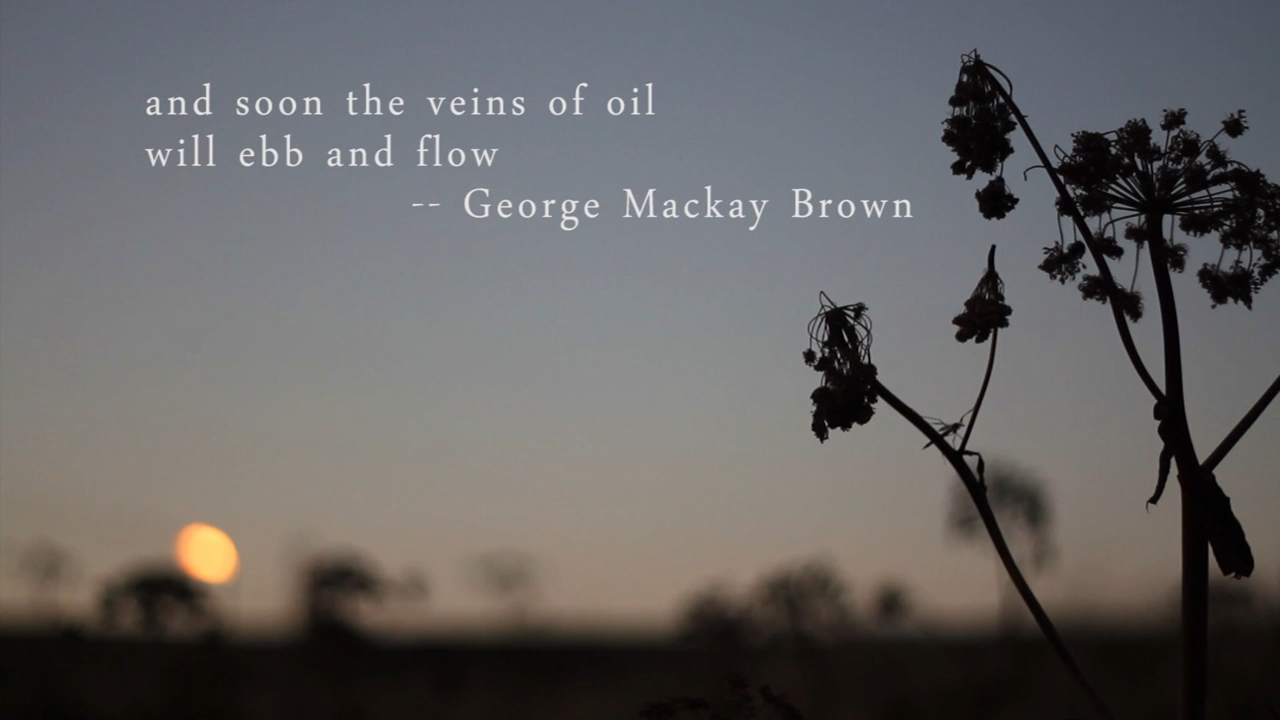 and soon the veins of oil
will ebb and flow
-- George Mackay Brown